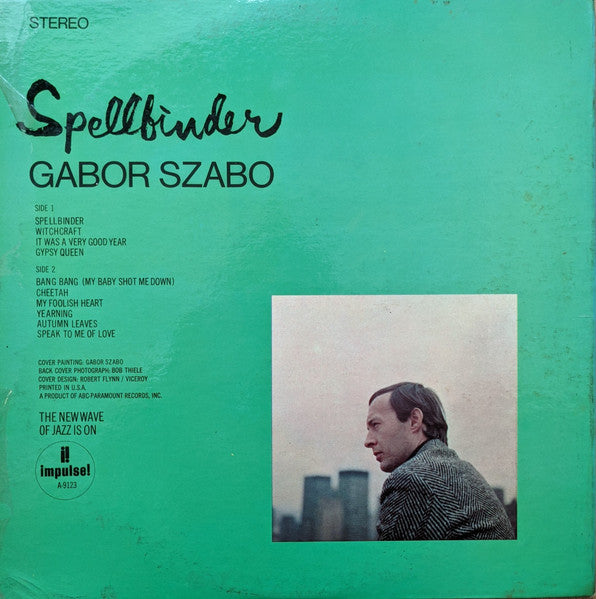 STEREO
Spellbinder
GABOR SZABO
SIDE 1
SPELLBINDER
WITCHCRAFT
IT WAS A VERY GOOD YEAR
GYPSY QUEEN
SIDE 2
BANG BANG (MY BABY SHOT ME DOWN)
CHEETAH
MY FOOLISH HEART
YEARNING
AUTUMN LEAVES
SPEAK TO ME OF LOVE
COVER PAINTING: GABOR SZABO
BACK COVER PHOTOGRAPH: BOB THIELE
COVER DESIGN: ROBERT FLYNN / VICEROY
PRINTED IN U.S.A.
A PRODUCT OF ABC-PARAMOUNT RECORDS, INC.
THE NEW WAVE
OF JAZZ IS ON
i!
impulse!
A-9123